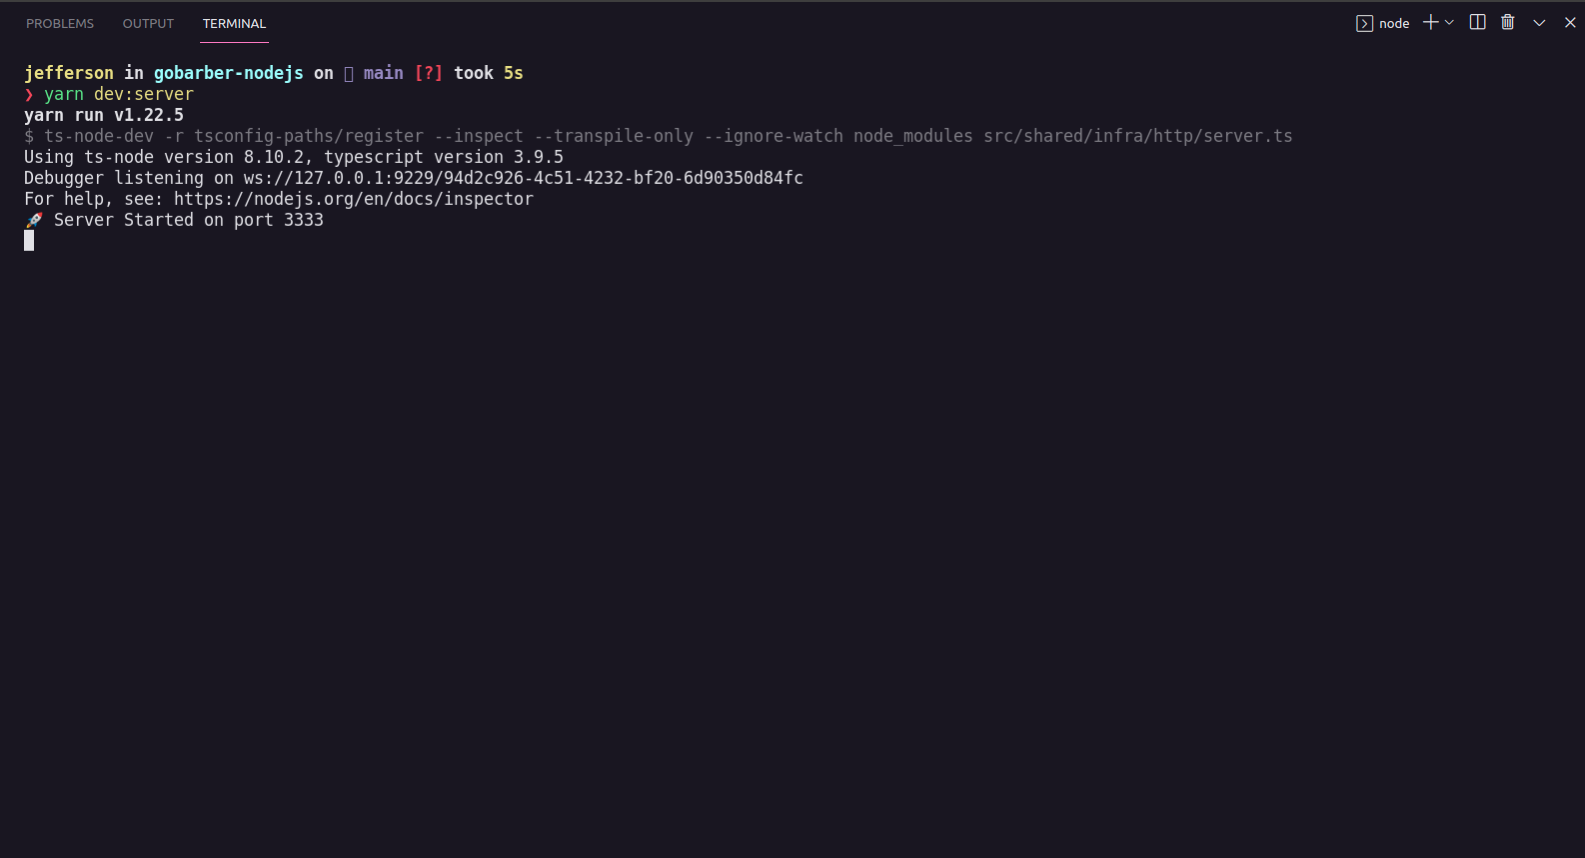 PROBLEMS OUTPUT TERMINAL node
jefferson in gobarber-nodejs on main [?] took 5s
❯ yarn dev:server
yarn run v1.22.5
$ ts-node-dev -r tsconfig-paths/register --inspect --transpile-only --ignore-watch node_modules src/shared/infra/http/server.ts
Using ts-node version 8.10.2, typescript version 3.9.5
Debugger listening on ws://127.0.0.1:9229/94d2c926-4c51-4232-bf20-6d90350d84fc
For help, see: https://nodejs.org/en/docs/inspector
🚀 Server Started on port 3333